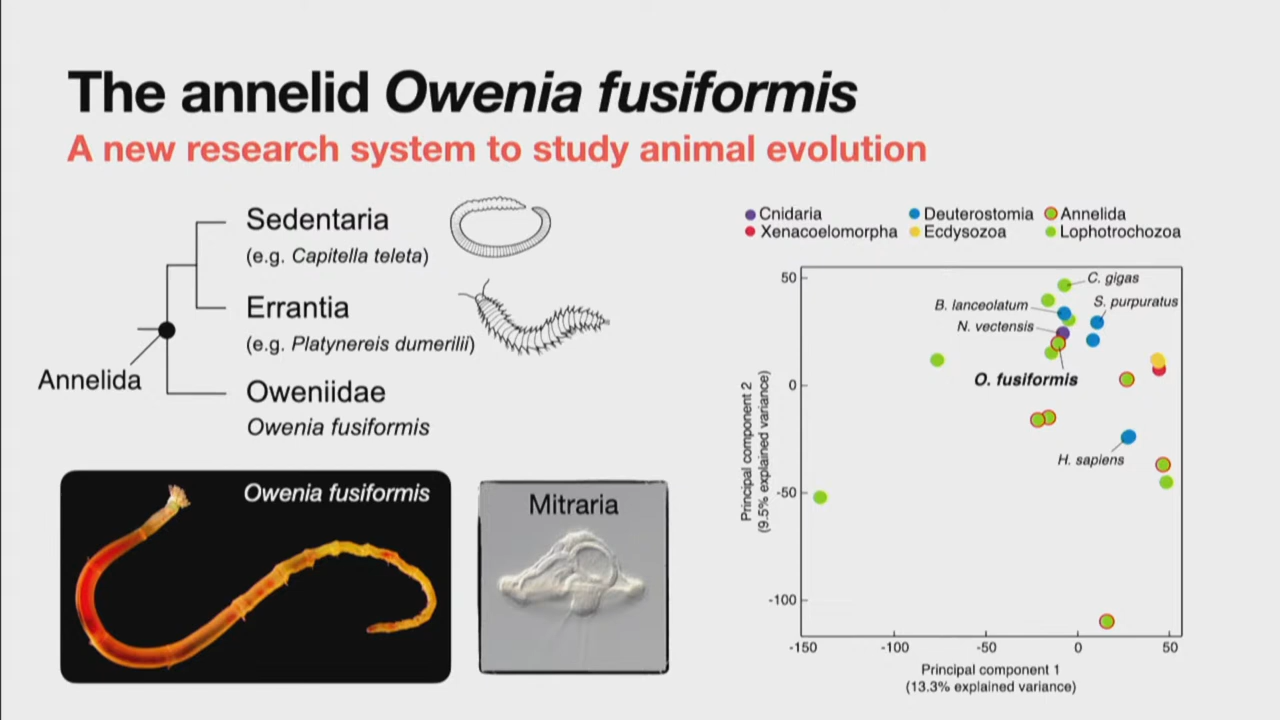 The annelid Owenia fusiformis
A new research system to study animal evolution
Sedentaria
(e.g. Capitella teleta)
Errantia
(e.g. Platynereis dumerilii)
Annelida
Oweniidae
Owenia fusiformis
Owenia fusiformis
Mitraria
Cnidaria
Deuterostomia
Annelida
Xenacoelomorpha
Ecdysozoa
Lophotrochozoa
50
C. gigas
B. lanceolatum
S. purpuratus
N. vectensis
O. fusiformis
0
H. sapiens
-50
-100
Principal component 2
(9.5% explained variance)
-150
-100
-50
0
50
Principal component 1
(13.3% explained variance)